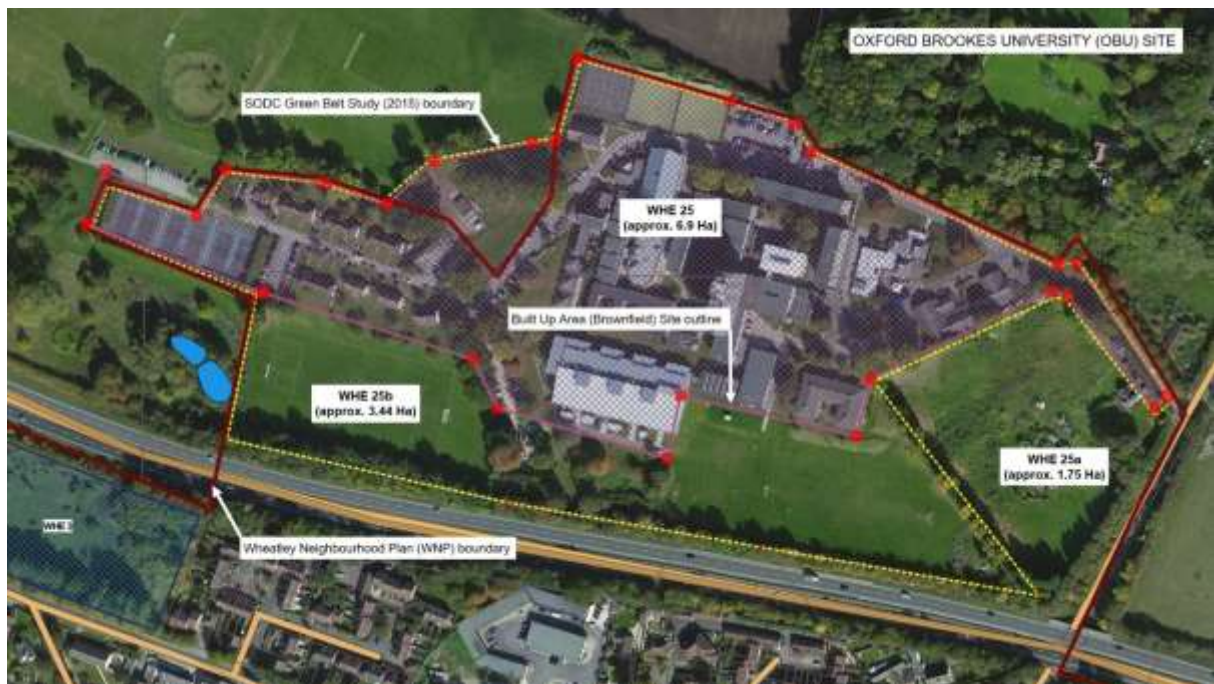 OXFORD BROOKES UNIVERSITY (OBU) SITE
SODC Green Belt Study (2015) boundary
WHE 25
(approx. 6.9 Ha)
Built Up Area (Brownfield) Site outline
WHE 25b
(approx. 3.44 Ha)
WHE 25a
(approx. 1.75 Ha)
WHE 3
Wheatley Neighbourhood Plan (WNP) boundary